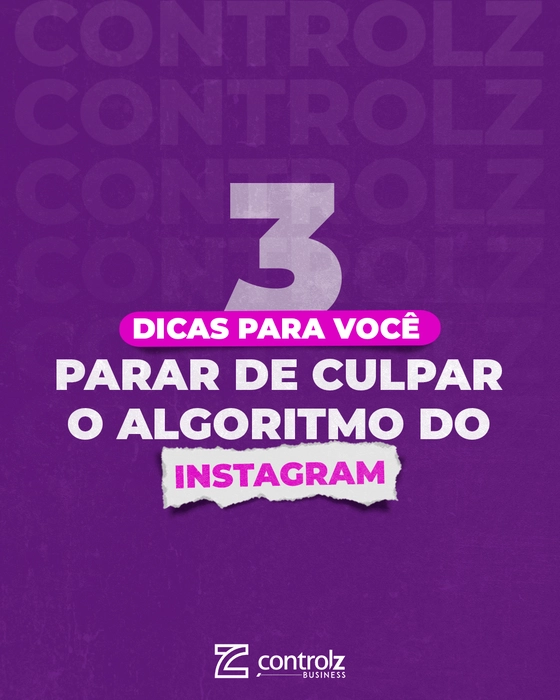 CONTROLZ
CONTROLZ
CONTROLZ
CONTROLZ
3
DICAS PARA VOCÊ
PARAR DE CULPAR
O ALGORITMO DO
INSTAGRAM
controlz
BUSINESS